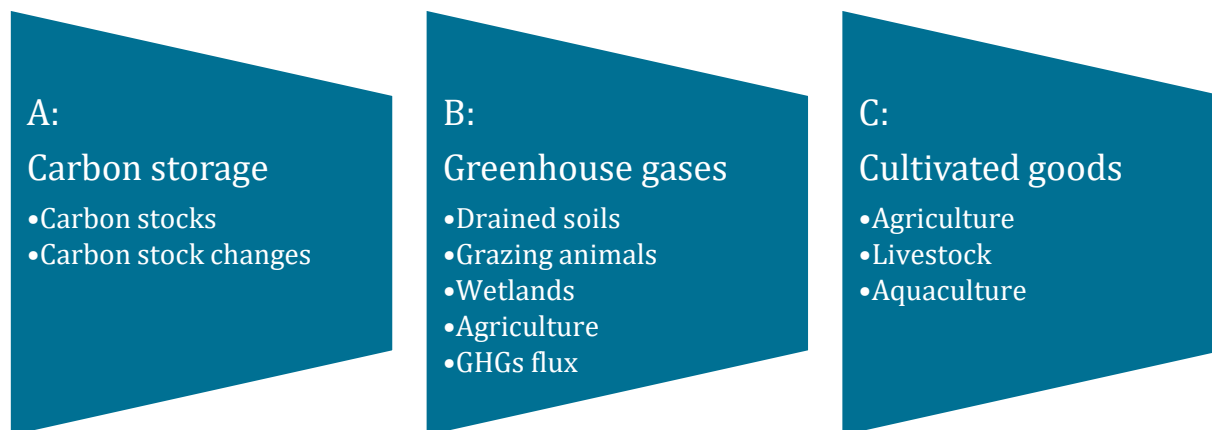 A:
Carbon storage
•Carbon stocks
•Carbon stock changes
B:
Greenhouse gases
•Drained soils
•Grazing animals
•Wetlands
•Agriculture
•GHGs flux
C:
Cultivated goods
•Agriculture
•Livestock
•Aquaculture